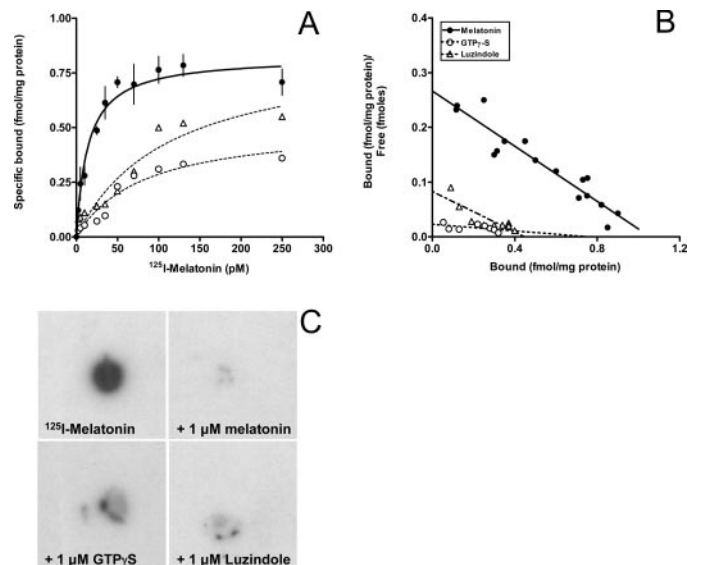 A
1.00
0.75
0.50
0.25
0.00
0 50 100 150 200 250 300
Specific bound (fmol/mg protein)
¹²⁵I-Melatonin (pM)
B
Melatonin
GTPγ-S
Luzindole
0.4
0.3
0.2
0.1
0.0
0.0 0.4 0.8 1.2
Bound (fmol/mg protein)/
Free (fmoles)
Bound (fmol/mg protein)
C
¹²⁵I-Melatonin
+ 1 μM melatonin
+ 1 μM GTPγS
+ 1 μM Luzindole